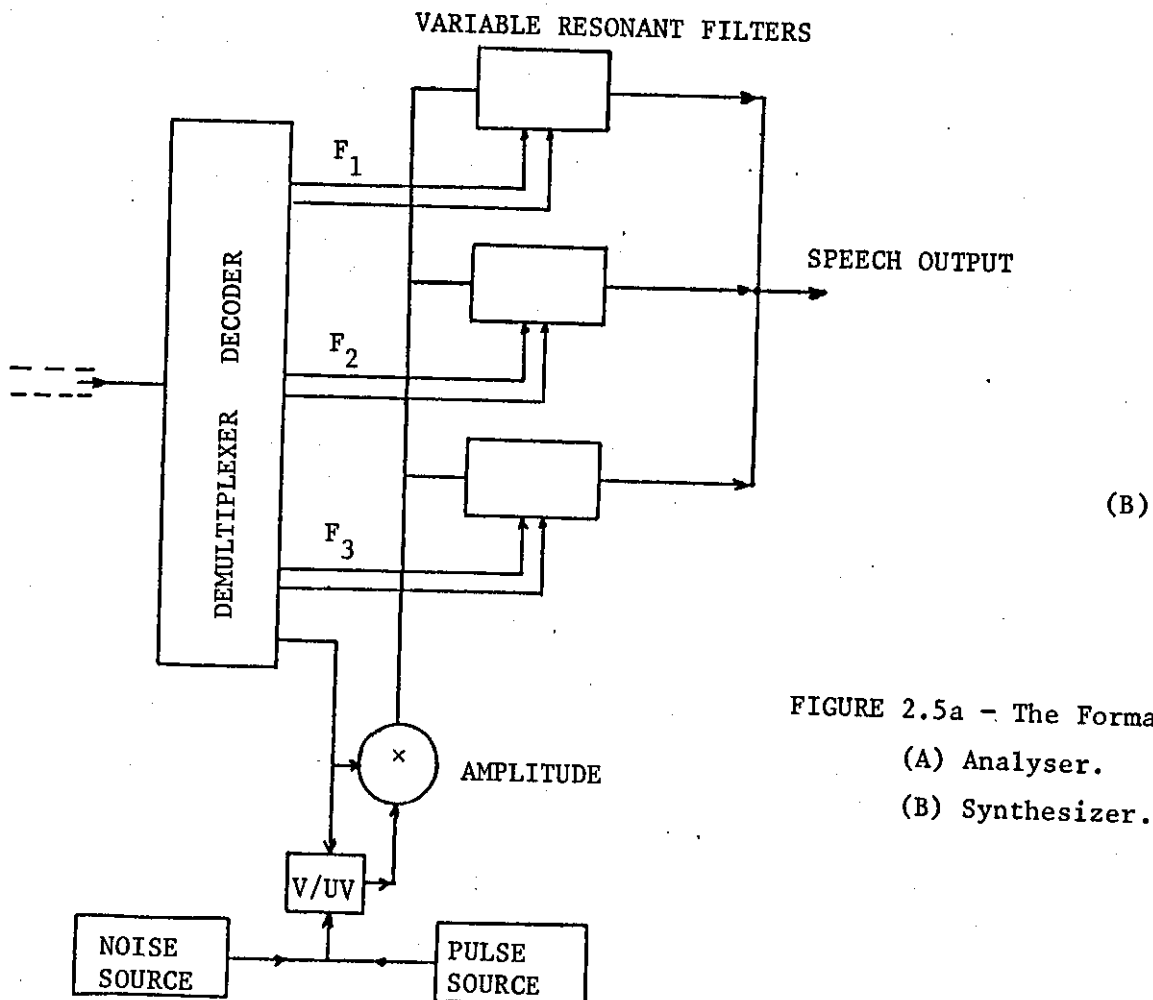 VARIABLE RESONANT FILTERS
F1
SPEECH OUTPUT
DEMULTIPLEXER DECODER
F2
(B)
F3
FIGURE 2.5a - The Forma
(A) Analyser.
(B) Synthesizer.
×
AMPLITUDE
V/UV
NOISE
SOURCE
PULSE
SOURCE